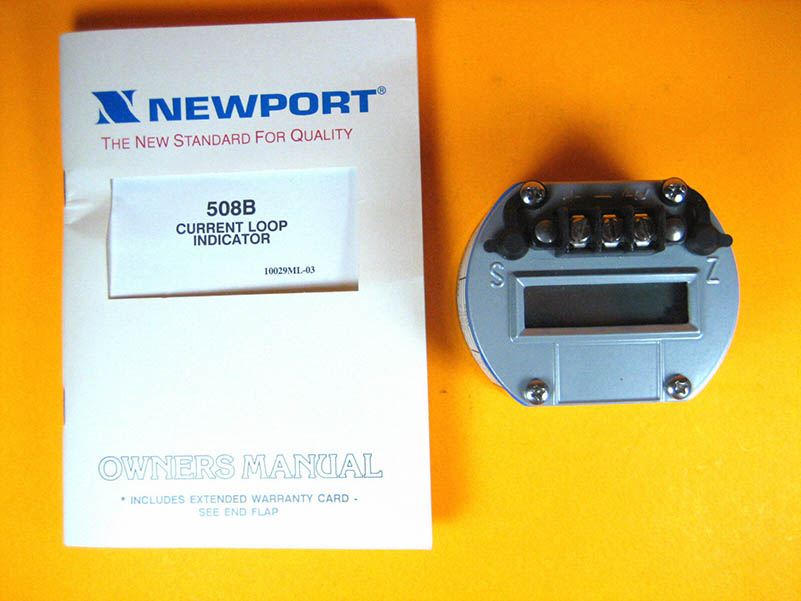 NEWPORT®
THE NEW STANDARD FOR QUALITY
508B
CURRENT LOOP
INDICATOR
10029ML-03
OWNERS MANUAL
* INCLUDES EXTENDED WARRANTY CARD -
SEE END FLAP
S Z